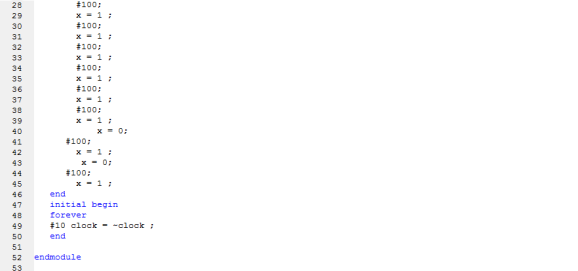 28 #100;
29 x = 1 ;
30 #100;
31 x = 1 ;
32 #100;
33 x = 1 ;
34 #100;
35 x = 1 ;
36 #100;
37 x = 1 ;
38 #100;
39 x = 1 ;
40 x = 0;
41 #100;
42 x = 1 ;
43 x = 0;
44 #100;
45 x = 1 ;
46 end
47 initial begin
48 forever
49 #10 clock = ~clock ;
50 end
51
52 endmodule
53